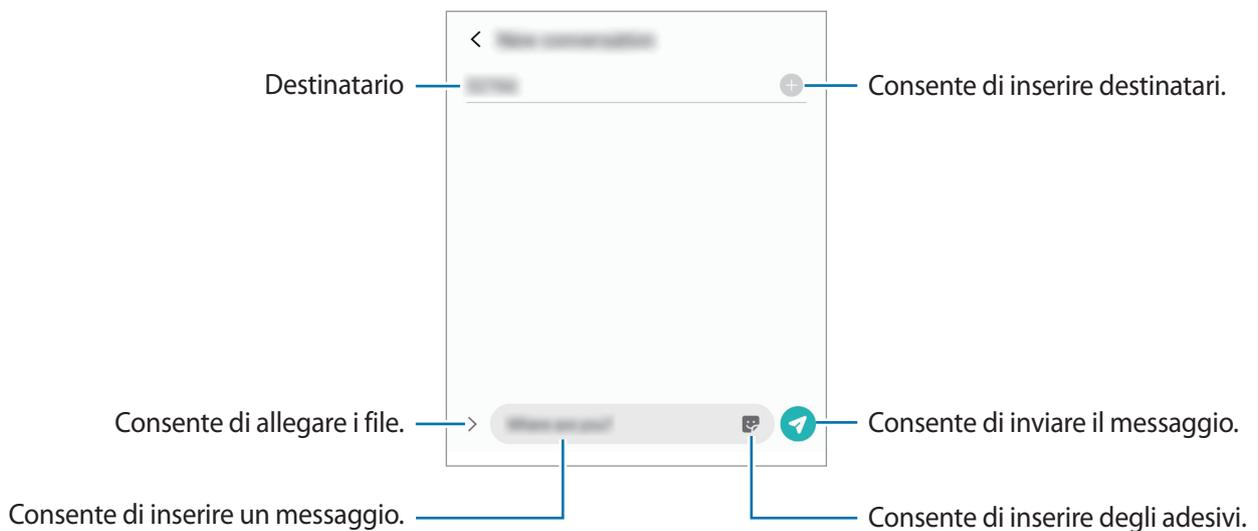 Destinatario
Consente di inserire destinatari.
Consente di allegare i file.
Consente di inviare il messaggio.
Consente di inserire un messaggio.
Consente di inserire degli adesivi.